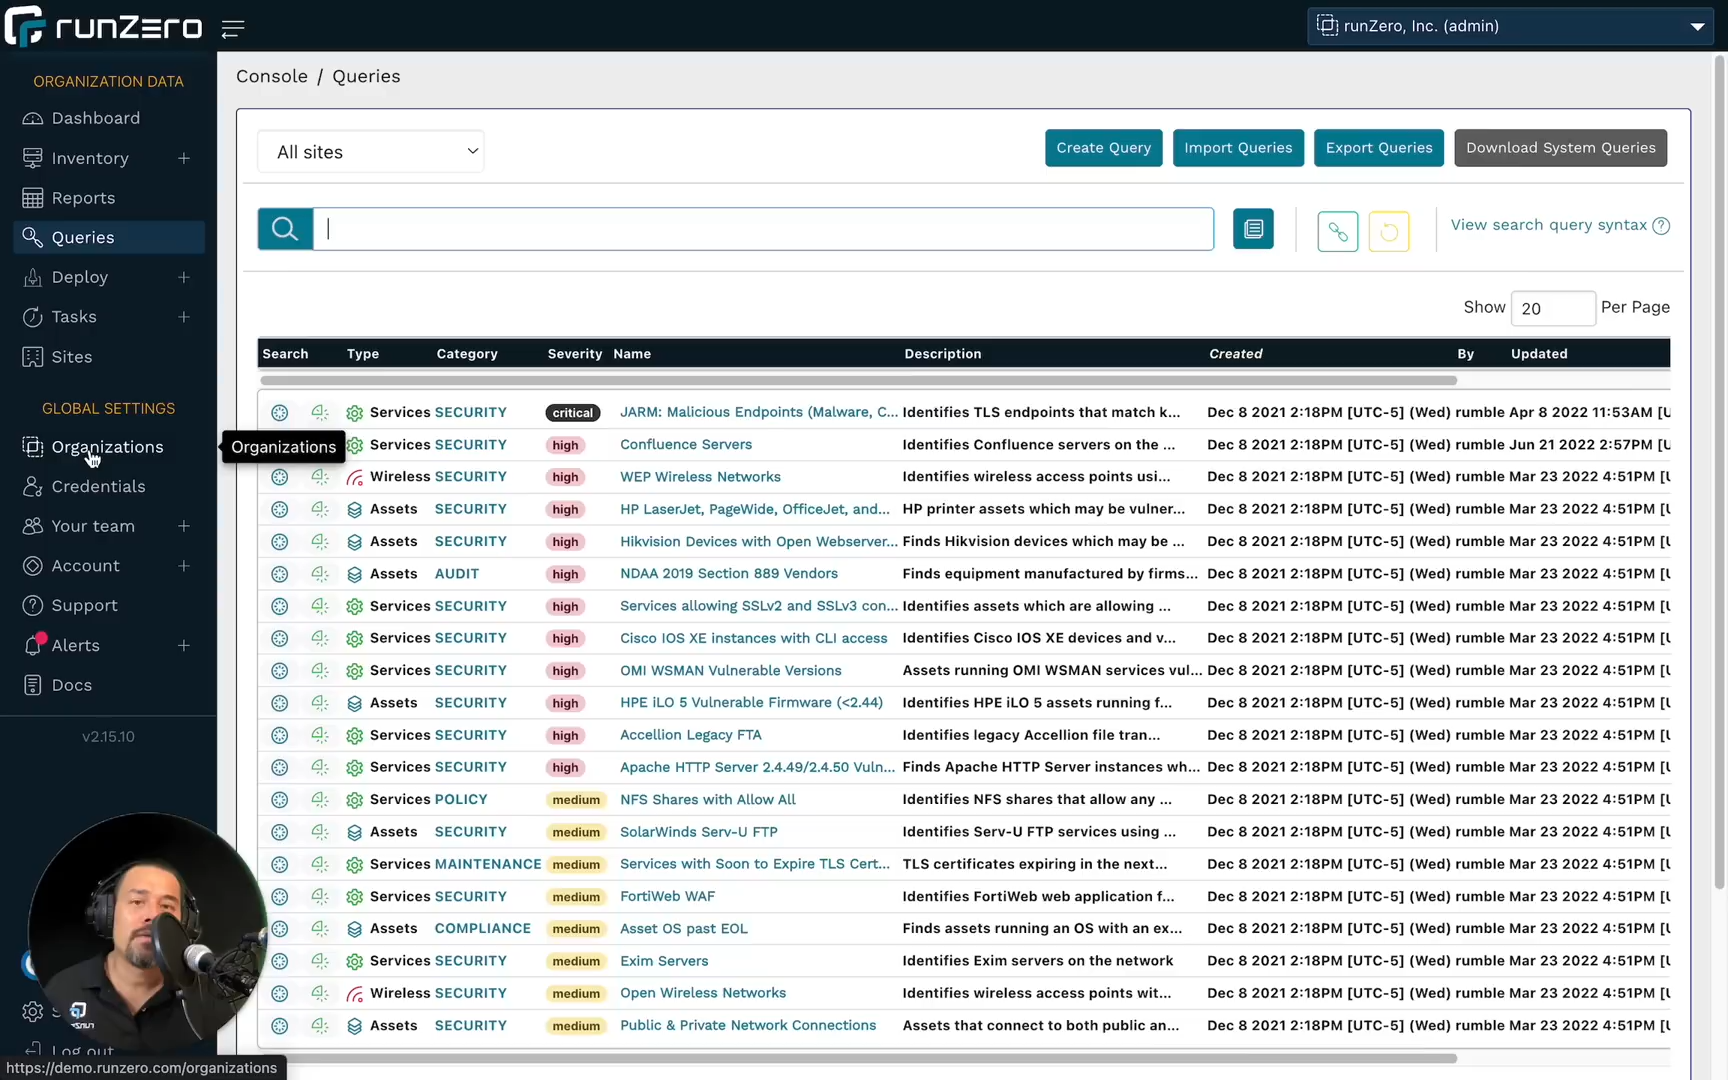 runZero
runZero, Inc. (admin)
ORGANIZATION DATA
Dashboard
Inventory
Reports
Queries
Deploy
Tasks
Sites
GLOBAL SETTINGS
Organizations
Credentials
Your team
Account
Support
Alerts
Docs
v2.15.10
Log out
https://demo.runzero.com/organizations
Organizations
Console / Queries
All sites
Create Query
Import Queries
Export Queries
Download System Queries
View search query syntax
Show 20 Per Page
Search Type Category Severity Name Description Created By Updated
Services SECURITY critical JARM: Malicious Endpoints (Malware, C... Identifies TLS endpoints that match k... Dec 8 2021 2:18PM [UTC-5] (Wed) rumble Apr 8 2022 11:53AM [U
Services SECURITY high Confluence Servers Identifies Confluence servers on the ... Dec 8 2021 2:18PM [UTC-5] (Wed) rumble Jun 21 2022 2:57PM [U
Wireless SECURITY high WEP Wireless Networks Identifies wireless access points usi... Dec 8 2021 2:18PM [UTC-5] (Wed) rumble Mar 23 2022 4:51PM [U
Assets SECURITY high HP LaserJet, PageWide, OfficeJet, and... HP printer assets which may be vulner... Dec 8 2021 2:18PM [UTC-5] (Wed) rumble Mar 23 2022 4:51PM [U
Assets SECURITY high Hikvision Devices with Open Webserver... Finds Hikvision devices which may be ... Dec 8 2021 2:18PM [UTC-5] (Wed) rumble Mar 23 2022 4:51PM [U
Assets AUDIT high NDAA 2019 Section 889 Vendors Finds equipment manufactured by firms... Dec 8 2021 2:18PM [UTC-5] (Wed) rumble Mar 23 2022 4:51PM [U
Services SECURITY high Services allowing SSLv2 and SSLv3 con... Identifies assets which are allowing ... Dec 8 2021 2:18PM [UTC-5] (Wed) rumble Mar 23 2022 4:51PM [U
Services SECURITY high Cisco IOS XE instances with CLI access Identifies Cisco IOS XE devices and v... Dec 8 2021 2:18PM [UTC-5] (Wed) rumble Mar 23 2022 4:51PM [U
Services SECURITY high OMI WSMAN Vulnerable Versions Assets running OMI WSMAN services vul... Dec 8 2021 2:18PM [UTC-5] (Wed) rumble Mar 23 2022 4:51PM [U
Assets SECURITY high HPE iLO 5 Vulnerable Firmware (<2.44) Identifies HPE iLO 5 assets running f... Dec 8 2021 2:18PM [UTC-5] (Wed) rumble Mar 23 2022 4:51PM [U
Services SECURITY high Accellion Legacy FTA Identifies legacy Accellion file tran... Dec 8 2021 2:18PM [UTC-5] (Wed) rumble Mar 23 2022 4:51PM [U
Services SECURITY high Apache HTTP Server 2.4.49/2.4.50 Vuln... Finds Apache HTTP Server instances wh... Dec 8 2021 2:18PM [UTC-5] (Wed) rumble Mar 23 2022 4:51PM [U
Services POLICY medium NFS Shares with Allow All Identifies NFS shares that allow any ... Dec 8 2021 2:18PM [UTC-5] (Wed) rumble Mar 23 2022 4:51PM [U
Assets SECURITY medium SolarWinds Serv-U FTP Identifies Serv-U FTP services using ... Dec 8 2021 2:18PM [UTC-5] (Wed) rumble Mar 23 2022 4:51PM [U
Services MAINTENANCE medium Services with Soon to Expire TLS Cert... TLS certificates expiring in the next... Dec 8 2021 2:18PM [UTC-5] (Wed) rumble Mar 23 2022 4:51PM [U
Services SECURITY medium FortiWeb WAF Identifies FortiWeb web application f... Dec 8 2021 2:18PM [UTC-5] (Wed) rumble Mar 23 2022 4:51PM [U
Assets COMPLIANCE medium Asset OS past EOL Finds assets running an OS with an ex... Dec 8 2021 2:18PM [UTC-5] (Wed) rumble Mar 23 2022 4:51PM [U
Services SECURITY medium Exim Servers Identifies Exim servers on the network Dec 8 2021 2:18PM [UTC-5] (Wed) rumble Mar 23 2022 4:51PM [U
Wireless SECURITY medium Open Wireless Networks Identifies wireless access points wit... Dec 8 2021 2:18PM [UTC-5] (Wed) rumble Mar 23 2022 4:51PM [U
Assets SECURITY medium Public & Private Network Connections Assets that connect to both public an... Dec 8 2021 2:18PM [UTC-5] (Wed) rumble Mar 23 2022 4:51PM [U